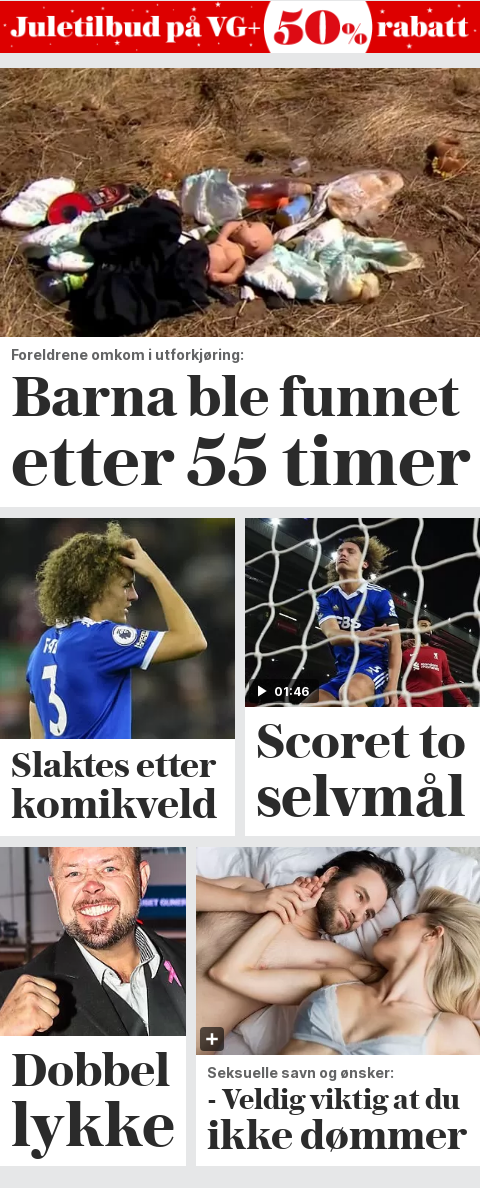 Juletilbud på VG+ 50% rabatt
Foreldrene omkom i utforkjøring:
Barna ble funnet
etter 55 timer
3
01:46
Slaktes etter
komikveld
Scoret to
selvmål
Dobbel
lykke
Seksuelle savn og ønsker:
- Veldig viktig at du
ikke dømmer